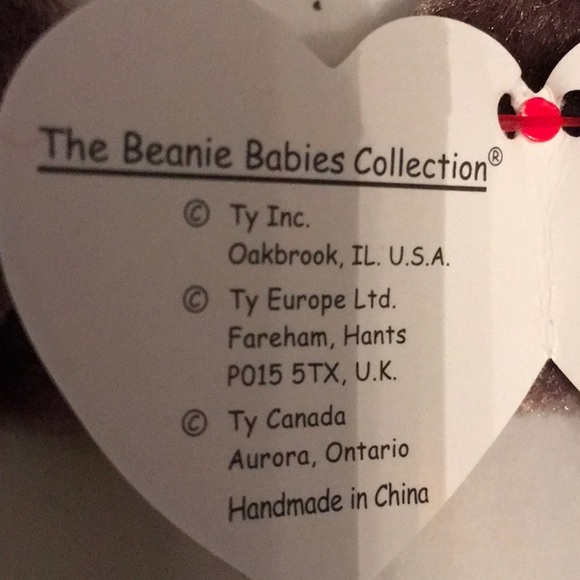 The Beanie Babies Collection®
© Ty Inc.
Oakbrook, IL. U.S.A.
© Ty Europe Ltd.
Fareham, Hants
PO15 5TX, U.K.
© Ty Canada
Aurora, Ontario
Handmade in China